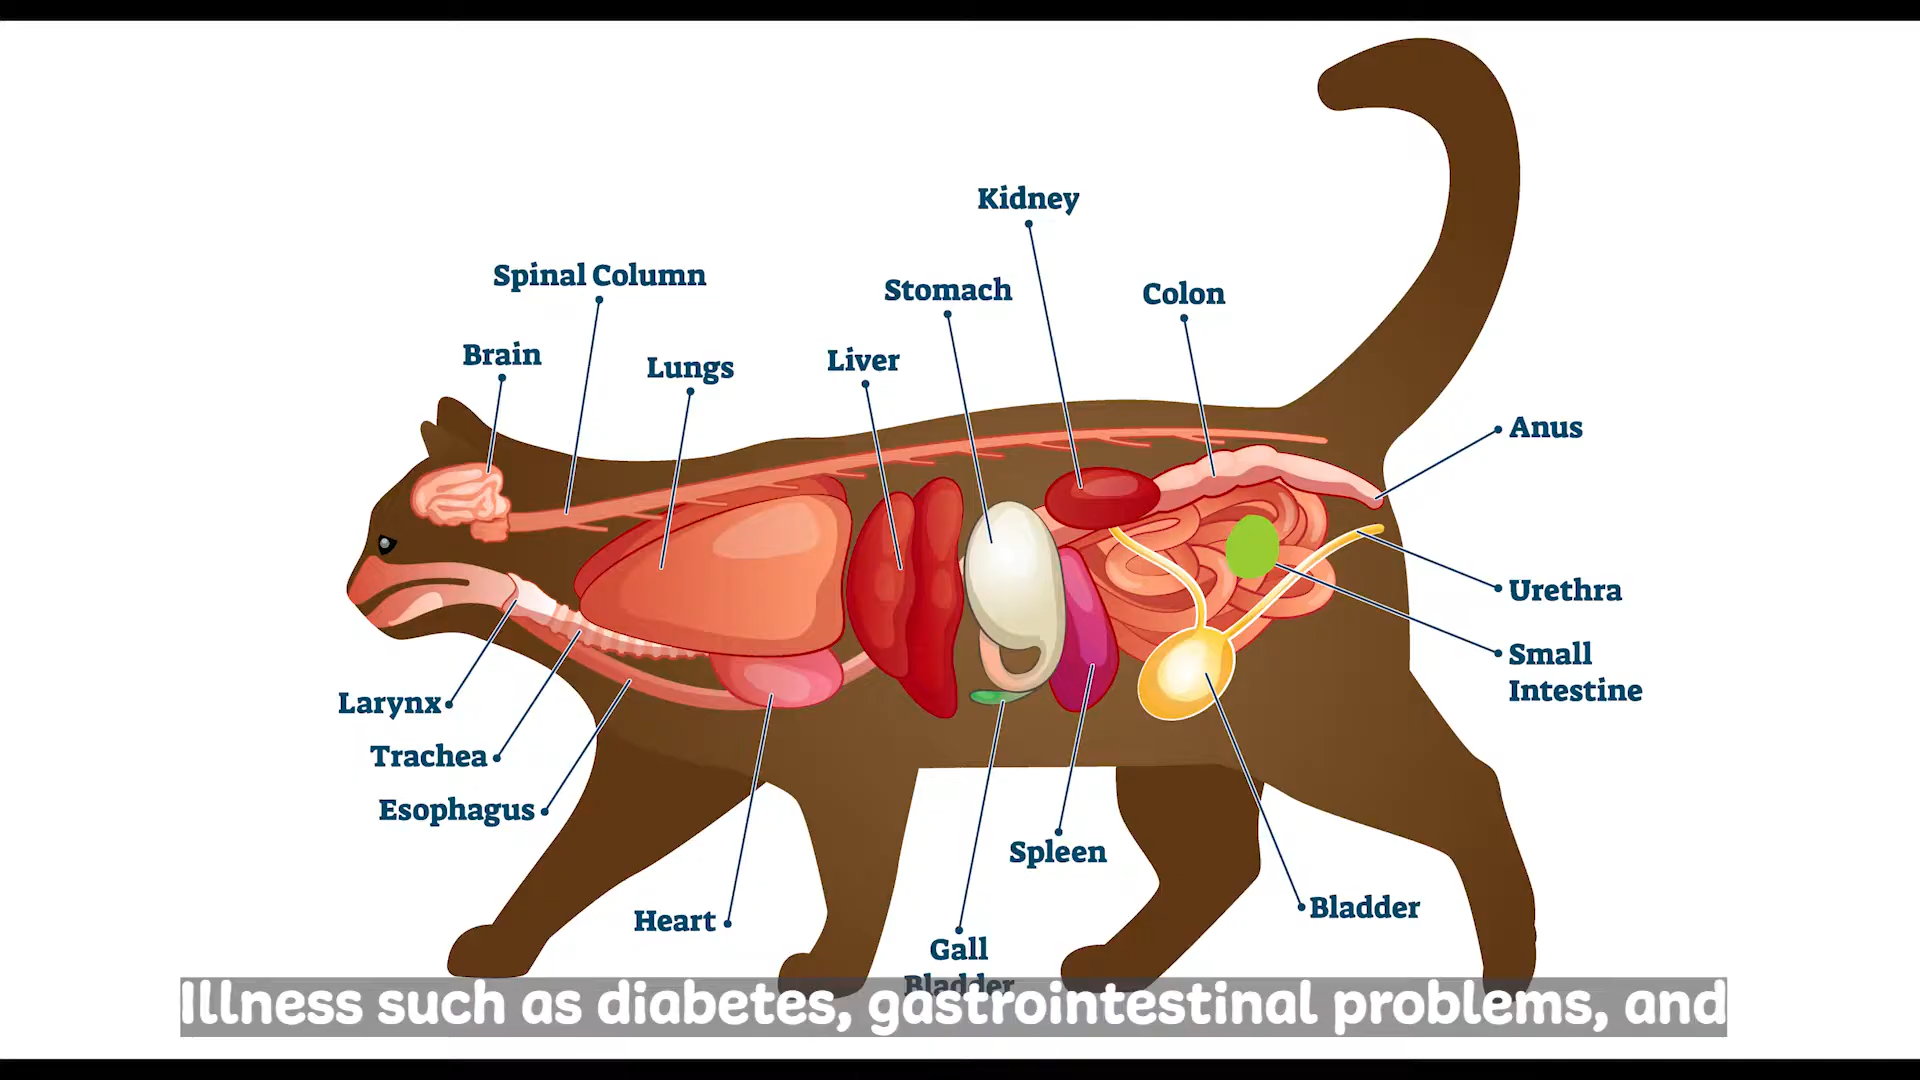 Kidney
Spinal Column
Stomach
Colon
Brain
Lungs
Liver
Anus
Urethra
Small
Intestine
Larynx
Trachea
Esophagus
Spleen
Heart
Bladder
Gall
Bladder
Illness such as diabetes, gastrointestinal problems, and